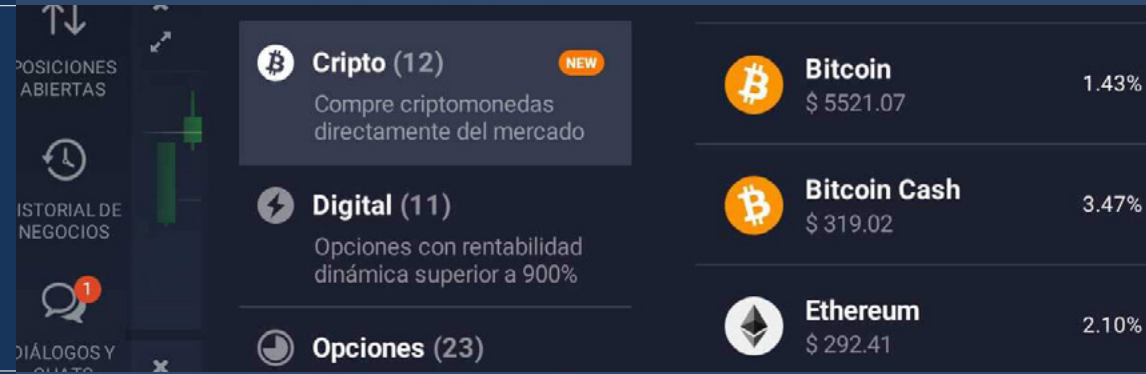 POSICIONES
ABIERTAS
HISTORIAL DE
NEGOCIOS
1
DIÁLOGOS Y
CHATS
Cripto (12)
NEW
Compre criptomonedas
directamente del mercado
Digital (11)
Opciones con rentabilidad
dinámica superior a 900%
Opciones (23)
Bitcoin
1.43%
$ 5521.07
Bitcoin Cash
3.47%
$ 319.02
Ethereum
2.10%
$ 292.41